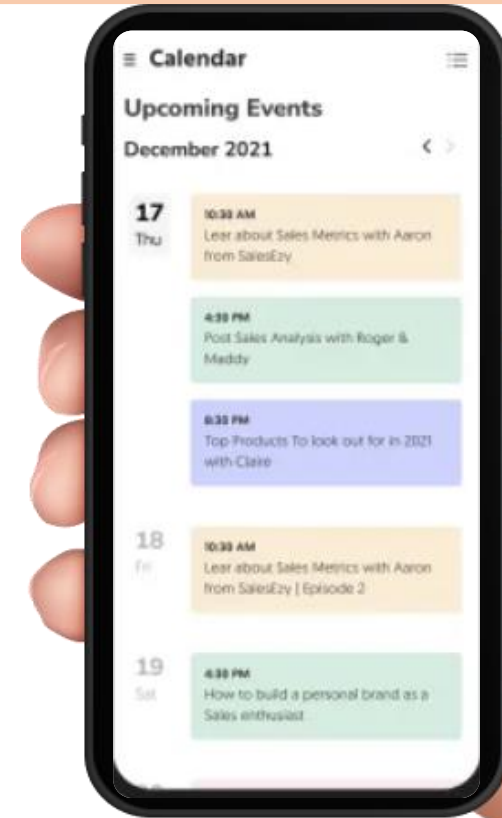 Calendar
Upcoming Events
December 2021
17
Thu
10:30 AM
Lear about Sales Metrics with Aaron
from SalesEzy
4:30 PM
Post Sales Analysis with Roger &
Maddy
8:30 PM
Top Products To look out for in 2021
with Claire
18
Fri
10:30 AM
Lear about Sales Metrics with Aaron
from SalesEzy | Episode 2
19
Sat
4:30 PM
How to build a personal brand as a
Sales enthusiast